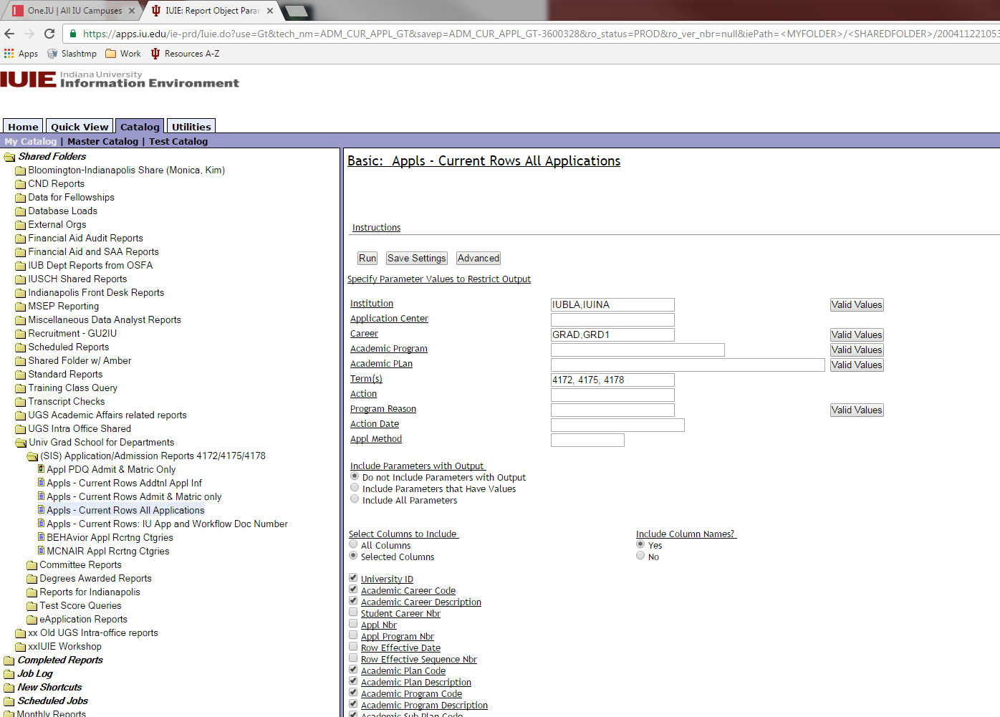 One.IU | All IU Campuses
IUIE: Report Object Para
https://apps.iu.edu/ie-prd/Iuie.do?use=Gt&tech_nm=ADM_CUR_APPL_GT&savep=ADM_CUR_APPL_GT-3600328&ro_status=PROD&ro_ver_nbr=null&iePath=<MYFOLDER>/<SHAREDFOLDER>/200411221053
Apps Slashtmp Work Resources A-Z
IUIE Indiana University
Information Environment
Home Quick View Catalog Utilities
My Catalog | Master Catalog | Test Catalog
Shared Folders
Bloomington-Indianapolis Share (Monica, Kim)
CND Reports
Data for Fellowships
Database Loads
External Orgs
Financial Aid Audit Reports
Financial Aid and SAA Reports
IUB Dept Reports from OSFA
IUSCH Shared Reports
Indianapolis Front Desk Reports
MSEP Reporting
Miscellaneous Data Analyst Reports
Recruitment - GU2IU
Scheduled Reports
Shared Folder w/ Amber
Standard Reports
Training Class Query
Transcript Checks
UGS Academic Affairs related reports
UGS Intra Office Shared
Univ Grad School for Departments
(SIS) Application/Admission Reports 4172/4175/4178
Appl PDQ Admit & Matric Only
Appls - Current Rows Addtnl Appl Inf
Appls - Current Rows Admit & Matric only
Appls - Current Rows All Applications
Appls - Current Rows: IU App and Workflow Doc Number
BEHAvior Appl Rcrtng Ctgries
MCNAIR Appl Rcrtng Ctgries
Committee Reports
Degrees Awarded Reports
Reports for Indianapolis
Test Score Queries
eApplication Reports
xx Old UGS Intra-office reports
xxIUIE Workshop
Completed Reports
Job Log
New Shortcuts
Scheduled Jobs
Monthly Reports
Basic: Appls - Current Rows All Applications
Instructions
Run Save Settings Advanced
Specify Parameter Values to Restrict Output
Institution IUBLA,IUINA Valid Values
Application Center
Career GRAD,GRD1 Valid Values
Academic Program Valid Values
Academic PLan Valid Values
Term(s) 4172, 4175, 4178
Action
Program Reason Valid Values
Action Date
Appl Method
Include Parameters with Output
Do not Include Parameters with Output
Include Parameters that Have Values
Include All Parameters
Select Columns to Include Include Column Names?
All Columns Yes
Selected Columns No
University ID
Academic Career Code
Academic Career Description
Student Career Nbr
Appl Nbr
Appl Program Nbr
Row Effective Date
Row Effective Sequence Nbr
Academic Plan Code
Academic Plan Description
Academic Program Code
Academic Program Description
Academic Sub Plan Code